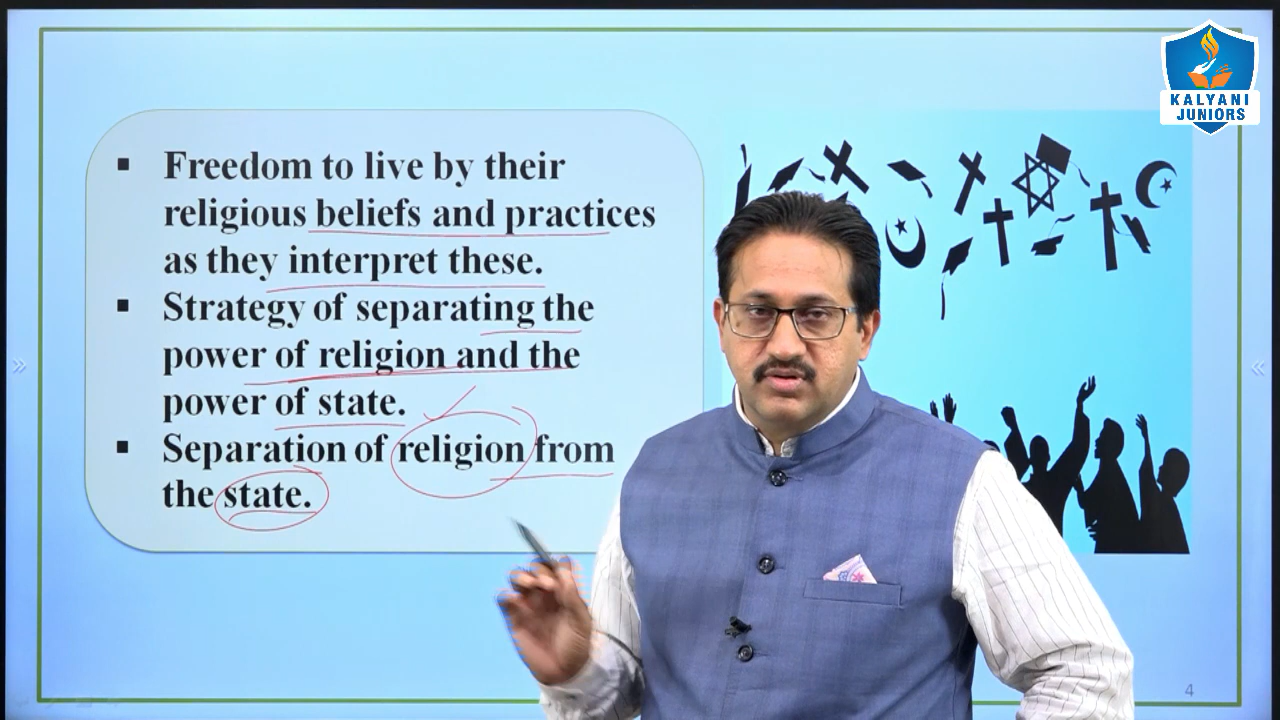 KALYANI
JUNIORS
▪ Freedom to live by their
religious beliefs and practices
as they interpret these.
▪ Strategy of separating the
power of religion and the
power of state.
▪ Separation of religion from
the state.
4